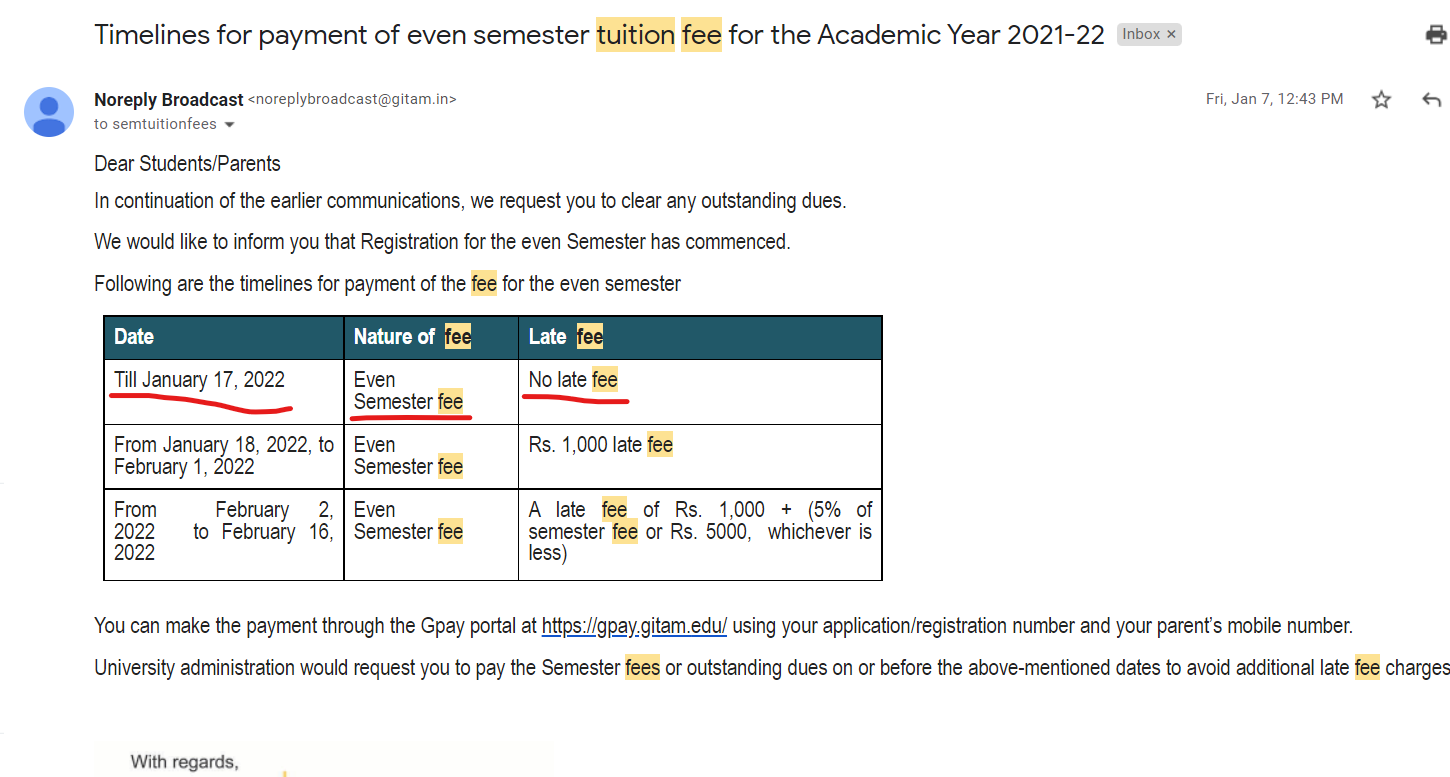 Timelines for payment of even semester tuition fee for the Academic Year 2021-22 Inbox ×
Noreply Broadcast <noreplybroadcast@gitam.in> Fri, Jan 7, 12:43 PM
to semtuitionfees
Dear Students/Parents
In continuation of the earlier communications, we request you to clear any outstanding dues.
We would like to inform you that Registration for the even Semester has commenced.
Following are the timelines for payment of the fee for the even semester
Date Nature of fee Late fee
Till January 17, 2022 Even No late fee
Semester fee
From January 18, 2022, to Even Rs. 1,000 late fee
February 1, 2022 Semester fee
From February 2, Even A late fee of Rs. 1,000 + (5% of
2022 to February 16, Semester fee semester fee or Rs. 5000, whichever is
2022 less)
You can make the payment through the Gpay portal at https://gpay.gitam.edu/ using your application/registration number and your parent's mobile number.
University administration would request you to pay the Semester fees or outstanding dues on or before the above-mentioned dates to avoid additional late fee charges
With regards,